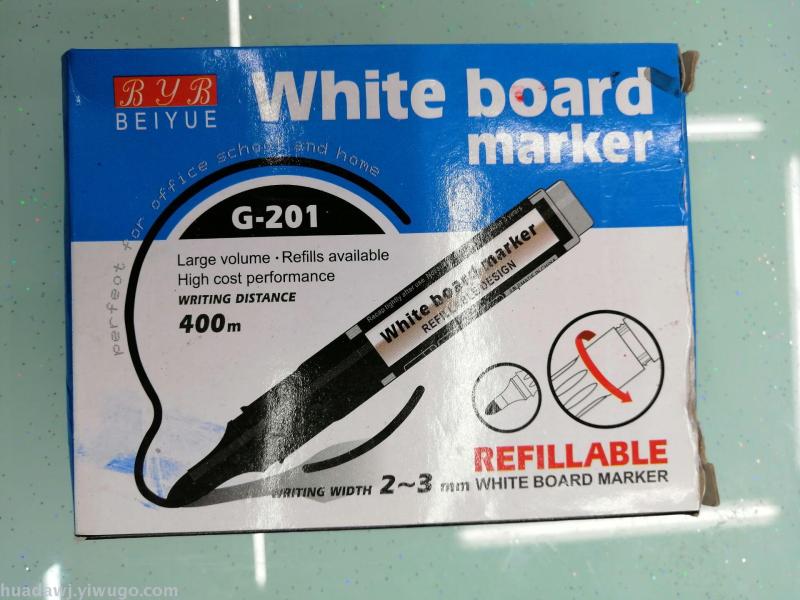 BYB
BEIYUE
White board
marker
perfect for office school and home
G-201
Large volume · Refills available
High cost performance
WRITING DISTANCE
400m
White board marker
REFILLABLE DESIGN
REFILLABLE
WRITING WIDTH 2~3 mm WHITE BOARD MARKER
huadawj.yiwugo.com